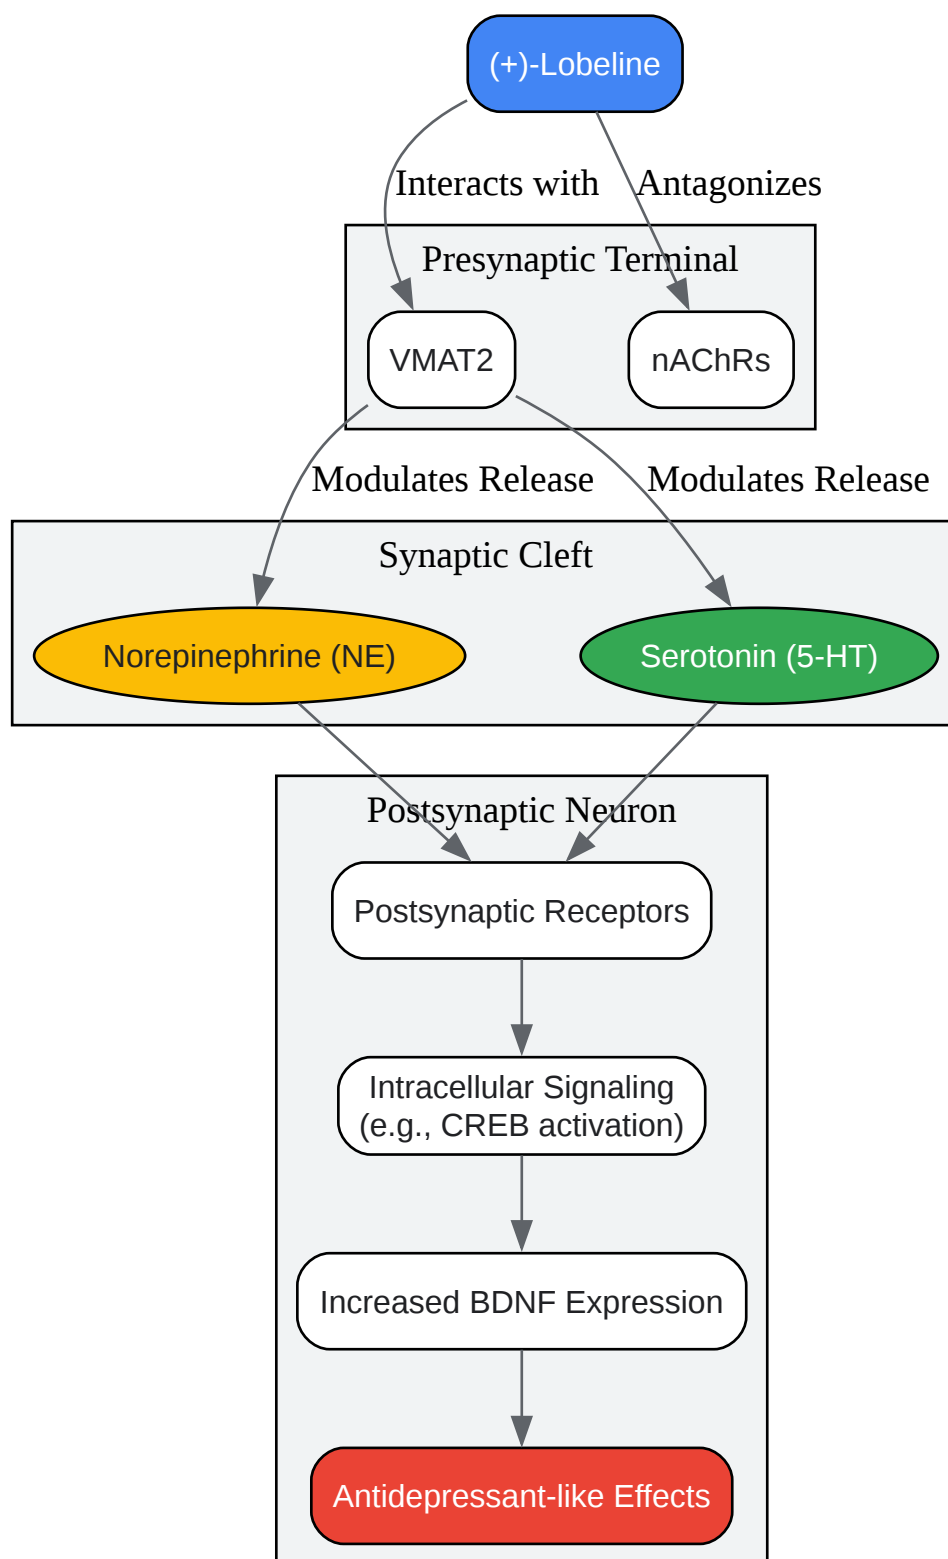 (+)-Lobeline
Interacts with
Antagonizes
Presynaptic Terminal
VMAT2
nAChRs
Modulates Release
Modulates Release
Synaptic Cleft
Norepinephrine (NE)
Serotonin (5-HT)
Postsynaptic Neuron
Postsynaptic Receptors
Intracellular Signaling
(e.g., CREB activation)
Increased BDNF Expression
Antidepressant-like Effects